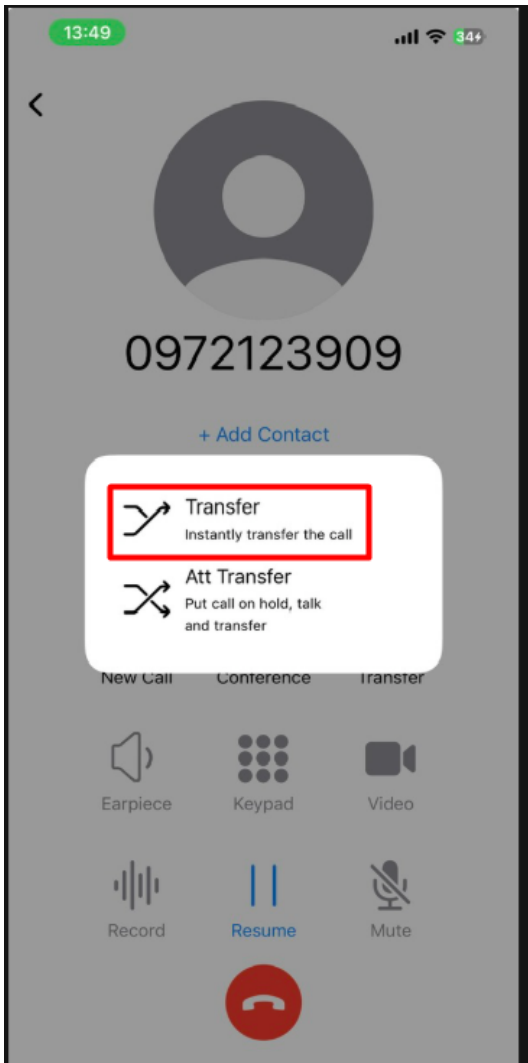 13:49
34
0972123909
+ Add Contact
Transfer
Instantly transfer the call
Att Transfer
Put call on hold, talk
and transfer
New Call Conference Transfer
Earpiece Keypad Video
Record Resume Mute